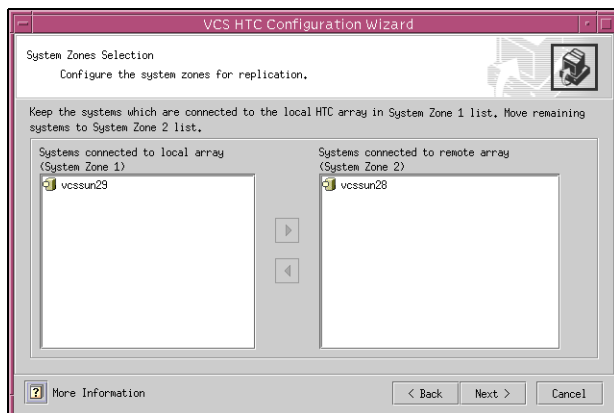 VCS HTC Configuration Wizard
System Zones Selection
Configure the system zones for replication.
Keep the systems which are connected to the local HTC array in System Zone 1 list. Move remaining
systems to System Zone 2 list.
Systems connected to local array
(System Zone 1)
vcssun29
Systems connected to remote array
(System Zone 2)
vcssun28
? More Information
< Back
Next >
Cancel